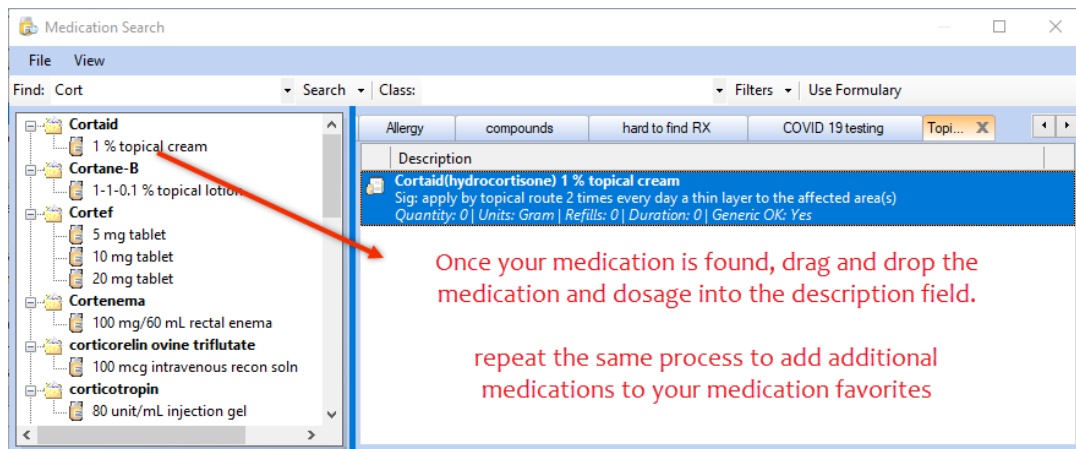 Medication Search
File View
Find: Cort Search Class: Filters Use Formulary
Cortaid
1 % topical cream
Cortane-B
1-1-0.1 % topical lotion
Cortef
5 mg tablet
10 mg tablet
20 mg tablet
Cortenema
100 mg/60 mL rectal enema
corticorelin ovine triflutate
100 mcg intravenous recon soln
corticotropin
80 unit/mL injection gel
Allergy compounds hard to find RX COVID 19 testing Topi... X
Description
Cortaid(hydrocortisone) 1 % topical cream
Sig: apply by topical route 2 times every day a thin layer to the affected area(s)
Quantity: 0 | Units: Gram | Refills: 0 | Duration: 0 | Generic OK: Yes
Once your medication is found, drag and drop the
medication and dosage into the description field.
repeat the same process to add additional
medications to your medication favorites